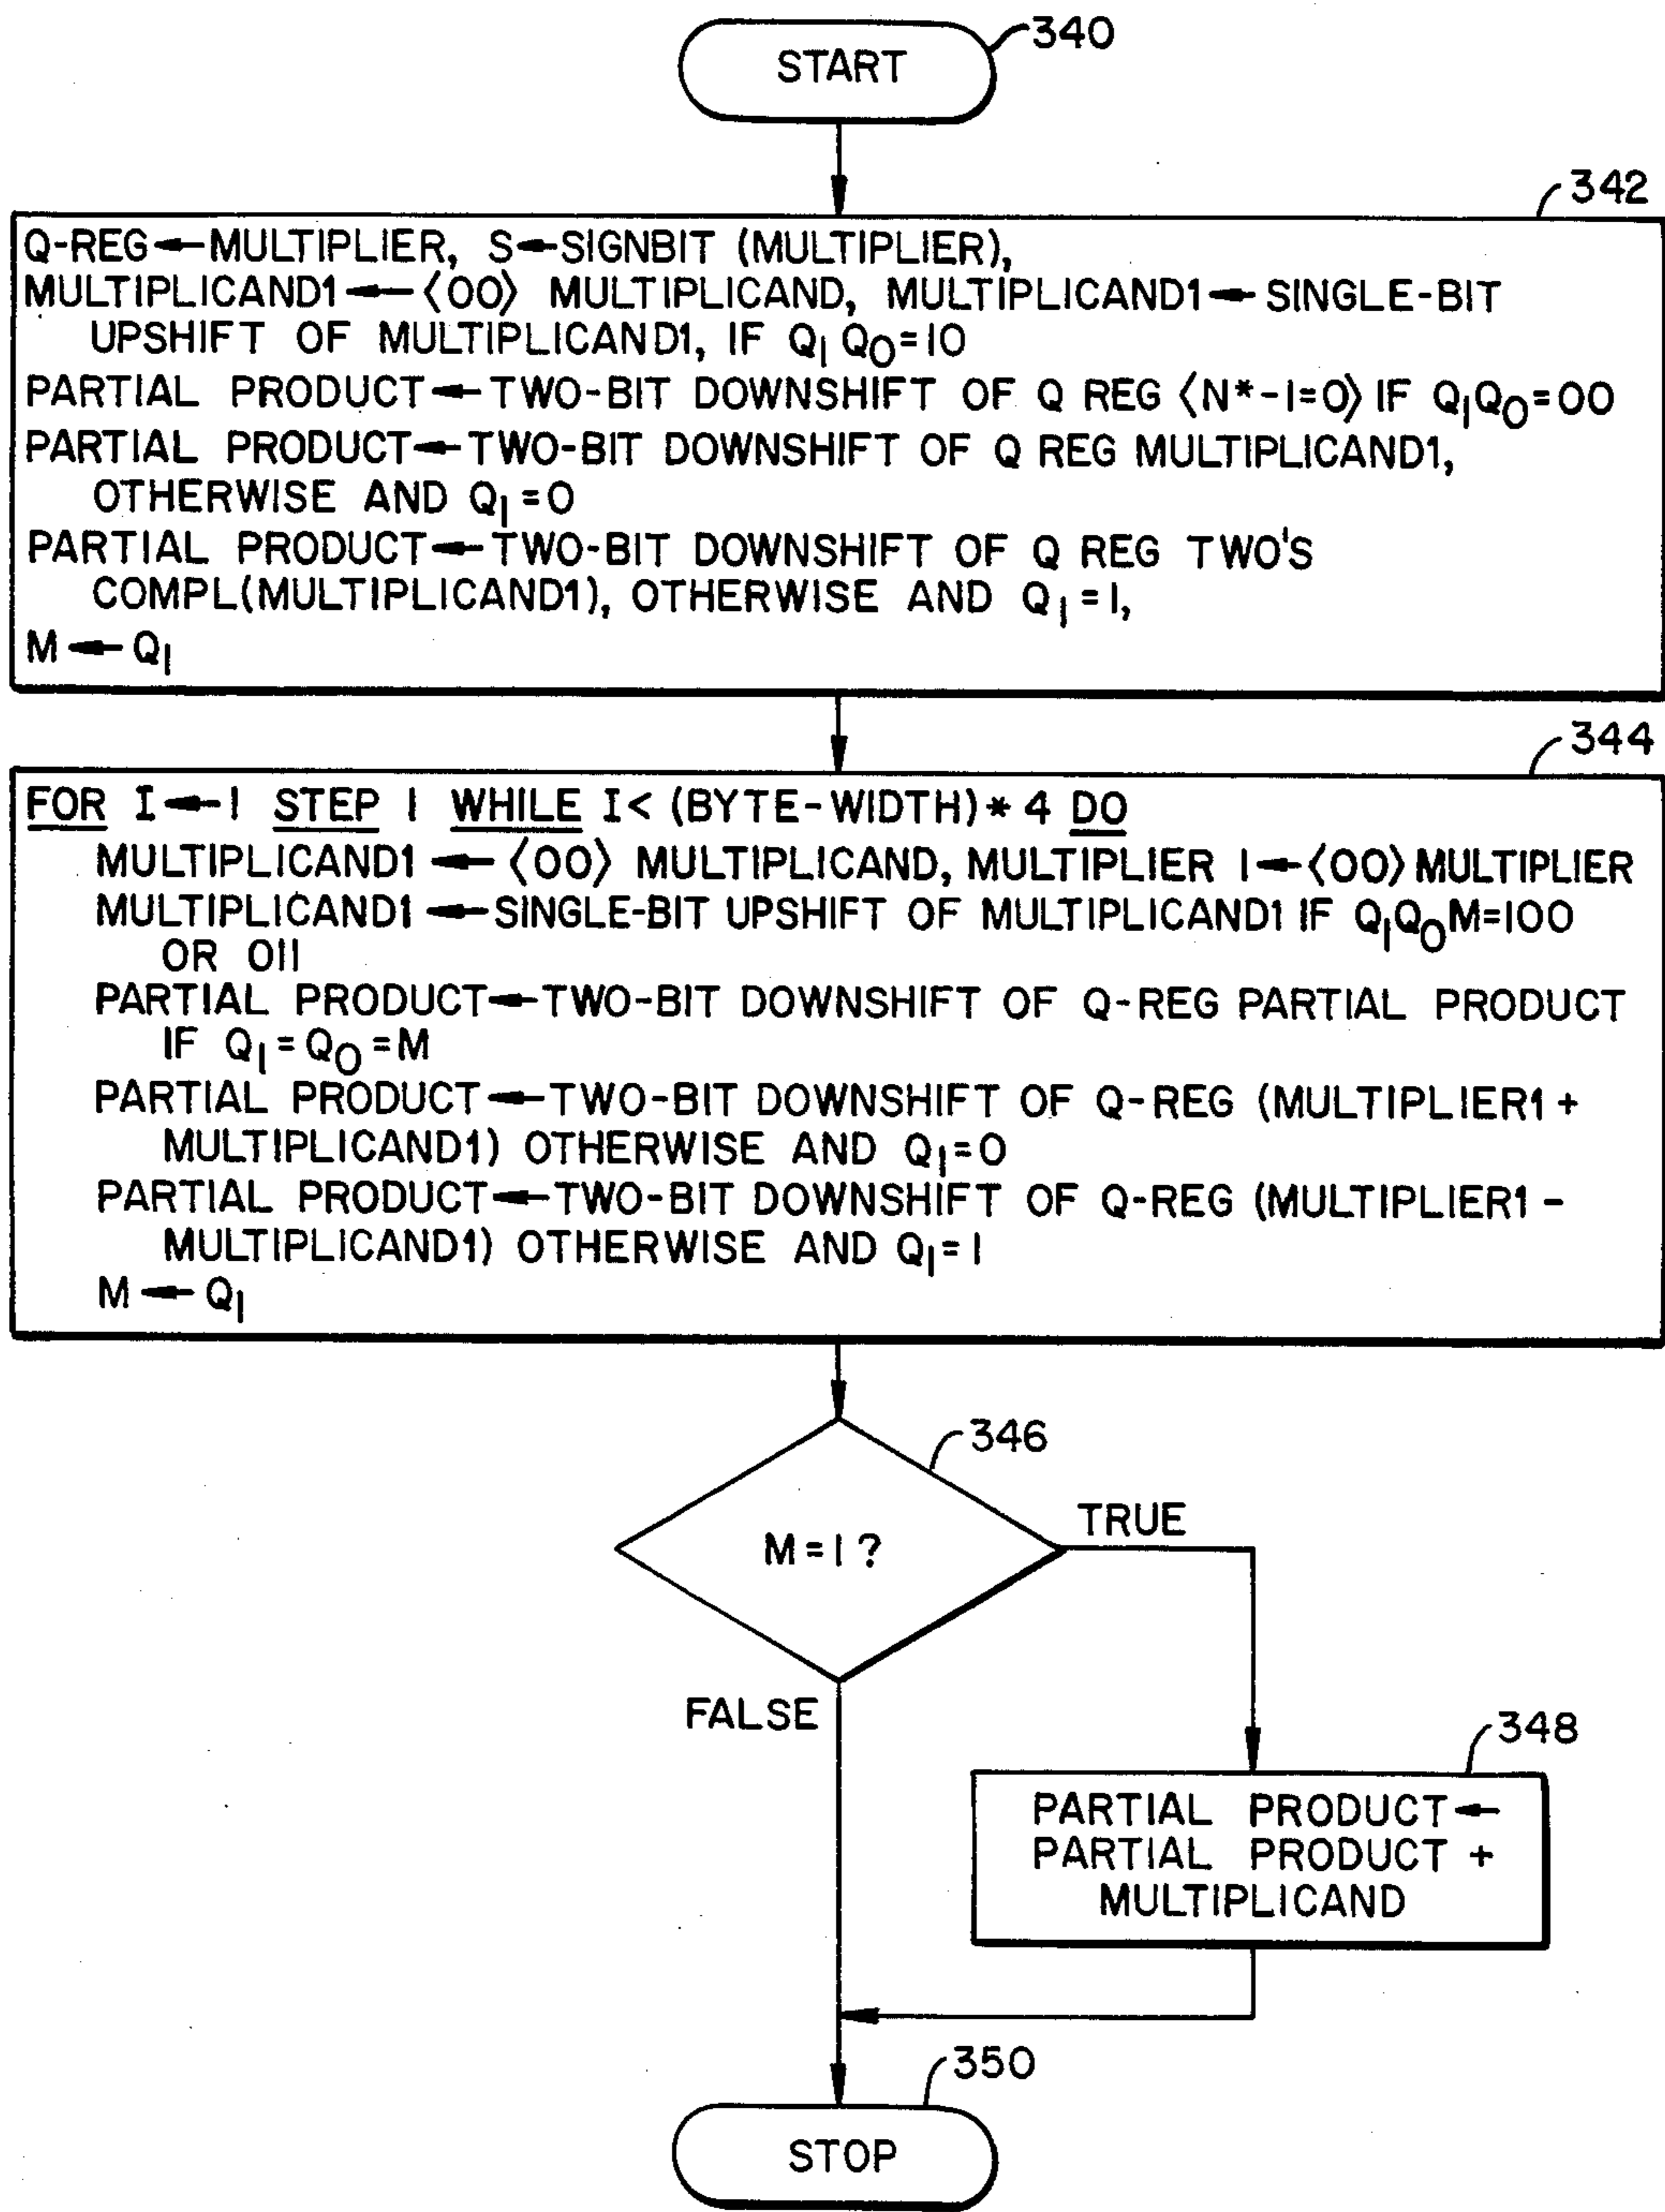 START
340
342
Q-REG←MULTIPLIER, S←SIGNBIT (MULTIPLIER),
MULTIPLICAND1←⟨00⟩ MULTIPLICAND, MULTIPLICAND1←SINGLE-BIT
UPSHIFT OF MULTIPLICAND1, IF Q1 Q0=10
PARTIAL PRODUCT←TWO-BIT DOWNSHIFT OF Q REG ⟨N*-1=0⟩ IF Q1Q0=00
PARTIAL PRODUCT←TWO-BIT DOWNSHIFT OF Q REG MULTIPLICAND1,
OTHERWISE AND Q1=0
PARTIAL PRODUCT←TWO-BIT DOWNSHIFT OF Q REG TWO'S
COMPL(MULTIPLICAND1), OTHERWISE AND Q1=1,
M←Q1
344
FOR I←1 STEP 1 WHILE I< (BYTE-WIDTH)* 4 DO
MULTIPLICAND1←⟨00⟩ MULTIPLICAND, MULTIPLIER 1←⟨00⟩ MULTIPLIER
MULTIPLICAND1←SINGLE-BIT UPSHIFT OF MULTIPLICAND1 IF Q1Q0M=100
OR 011
PARTIAL PRODUCT←TWO-BIT DOWNSHIFT OF Q-REG PARTIAL PRODUCT
IF Q1=Q0=M
PARTIAL PRODUCT←TWO-BIT DOWNSHIFT OF Q-REG (MULTIPLIER1 +
MULTIPLICAND1) OTHERWISE AND Q1=0
PARTIAL PRODUCT←TWO-BIT DOWNSHIFT OF Q-REG (MULTIPLIER1 -
MULTIPLICAND1) OTHERWISE AND Q1=1
M←Q1
346
M=1?
TRUE
FALSE
348
PARTIAL PRODUCT←
PARTIAL PRODUCT +
MULTIPLICAND
350
STOP